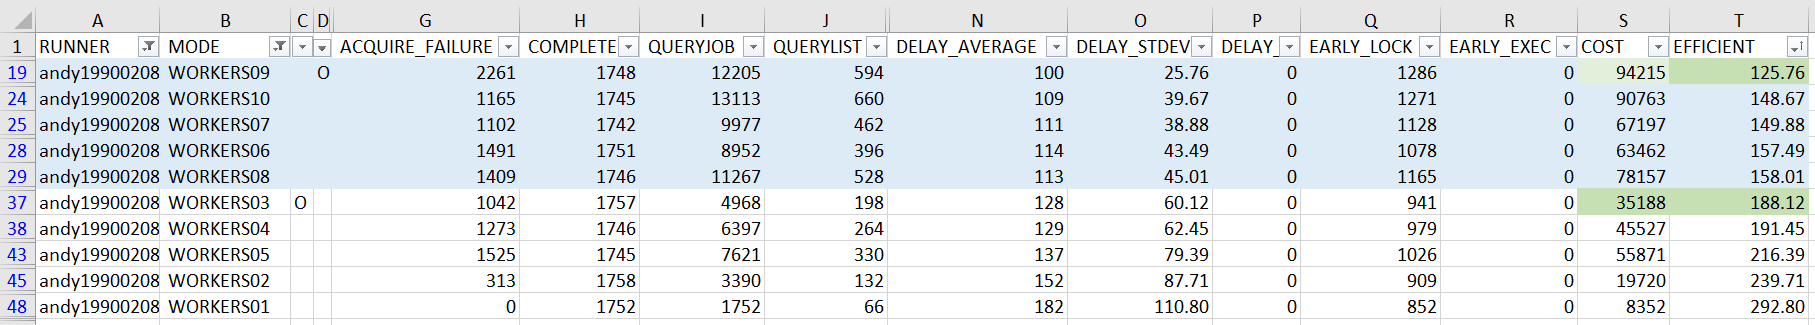 A B C D G H I J N O P Q R S T
1 RUNNER MODE ACQUIRE_FAILURE COMPLETE QUERYJOB QUERYLIST DELAY_AVERAGE DELAY_STDEV DELAY_ EARLY_LOCK EARLY_EXEC COST EFFICIENT
19 andy19900208 WORKERS09 O 2261 1748 12205 594 100 25.76 0 1286 0 94215 125.76
24 andy19900208 WORKERS10 1165 1745 13113 660 109 39.67 0 1271 0 90763 148.67
25 andy19900208 WORKERS07 1102 1742 9977 462 111 38.88 0 1128 0 67197 149.88
28 andy19900208 WORKERS06 1491 1751 8952 396 114 43.49 0 1078 0 63462 157.49
29 andy19900208 WORKERS08 1409 1746 11267 528 113 45.01 0 1165 0 78157 158.01
37 andy19900208 WORKERS03 O 1042 1757 4968 198 128 60.12 0 941 0 35188 188.12
38 andy19900208 WORKERS04 1273 1746 6397 264 129 62.45 0 979 0 45527 191.45
43 andy19900208 WORKERS05 1525 1745 7621 330 137 79.39 0 1026 0 55871 216.39
45 andy19900208 WORKERS02 313 1758 3390 132 152 87.71 0 909 0 19720 239.71
48 andy19900208 WORKERS01 0 1752 1752 66 182 110.80 0 852 0 8352 292.80